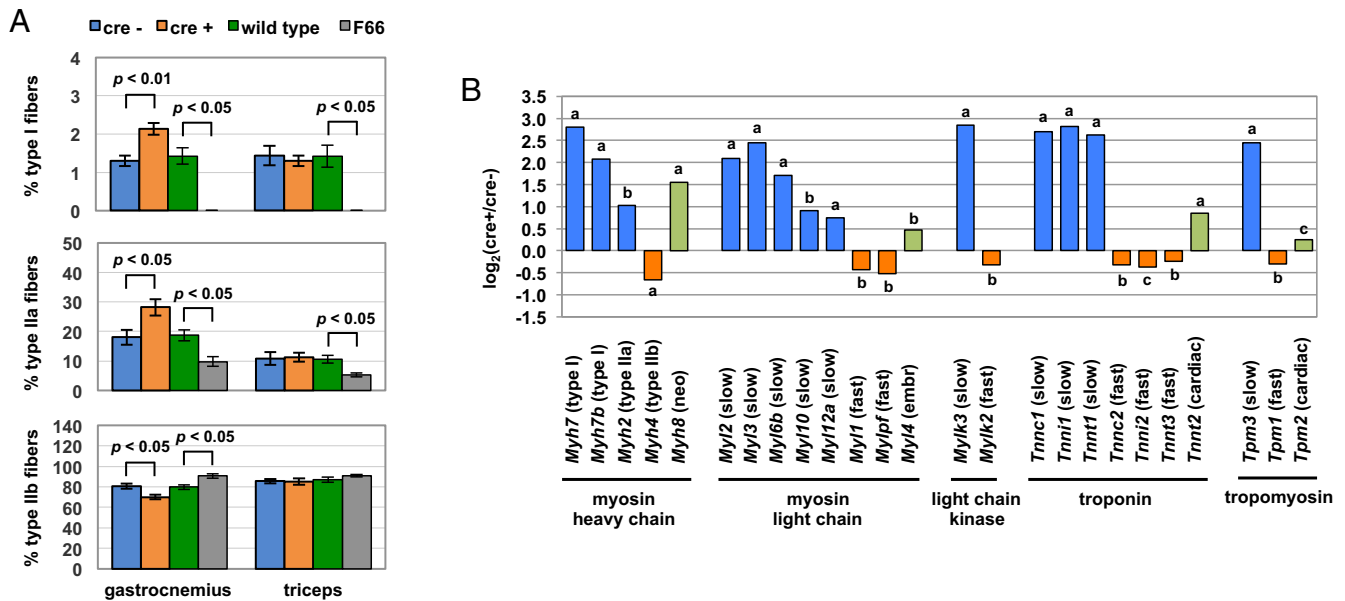 A
cre - cre + wild type F66
% type I fibers
4
3
2
1
0
p < 0.01
p < 0.05
p < 0.05
% type IIa fibers
50
40
30
20
10
0
p < 0.05
p < 0.05
p < 0.05
% type IIb fibers
140
120
100
80
60
40
20
0
p < 0.05
p < 0.05
gastrocnemius triceps
B
log2(cre+/cre-)
3.5
3.0
2.5
2.0
1.5
1.0
0.5
0.0
-0.5
-1.0
-1.5
a a b a a a a a b a b b b a b a a a b c b a a b c
Myh7 (type I)
Myh7b (type I)
Myh2 (type IIa)
Myh4 (type IIb)
Myh8 (neo)
Myl2 (slow)
Myl3 (slow)
Myl6b (slow)
Myl10 (slow)
Myl12a (slow)
Myl1 (fast)
Mylpf (fast)
Myl4 (embr)
Mylk3 (slow)
Mylk2 (fast)
Tnnc1 (slow)
Tnni1 (slow)
Tnnt1 (slow)
Tnnc2 (fast)
Tnni2 (fast)
Tnnt3 (fast)
Tnnt2 (cardiac)
Tpm3 (slow)
Tpm1 (fast)
Tpm2 (cardiac)
myosin
heavy chain
myosin
light chain
light chain
kinase
troponin
tropomyosin